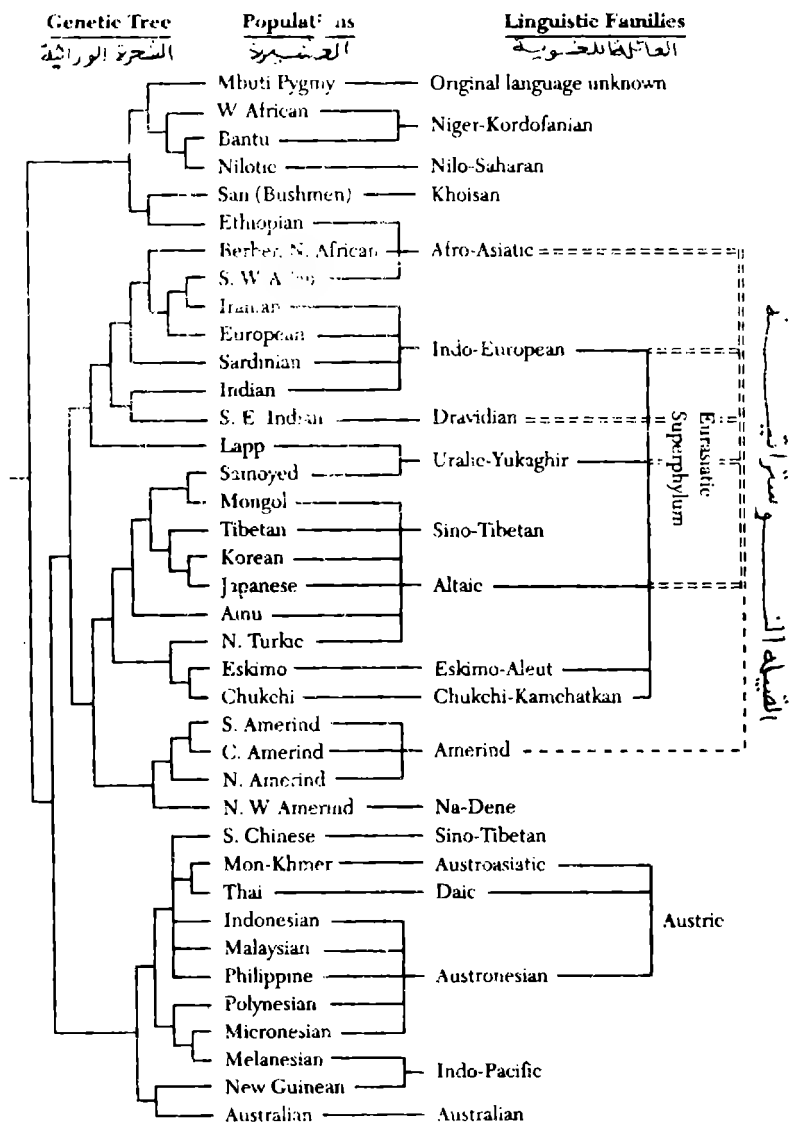 Genetic Tree Populations Linguistic Families
الشجرة الوراثية العشيرة العائلة اللغوية
Mbuti Pygmy Original language unknown
W African
Niger-Kordofanian
Bantu
Nilotic Nilo-Saharan
San (Bushmen) Khoisan
Ethiopian
Berber, N. African Afro-Asiatic
S. W
Iranian
European
Indo-European
Sardinian
Indian
S. E. Indian Dravidian
Lapp
Uralic-Yukaghir
Samoyed
Mongol
Tibetan Sino-Tibetan
Korean
Japanese Altaic
Ainu
N. Turkic
Eskimo Eskimo-Aleut
Chukchi Chukchi-Kamchatkan
Eurasiatic
Superphylum
S. Amerind
C. Amerind Amerind
N. Amerind
N. W Amerind Na-Dene
S. Chinese Sino-Tibetan
Mon-Khmer Austroasiatic
Thai Daic
Indonesian
Austric
Malaysian
Philippine Austronesian
Polynesian
Micronesian
Melanesian
Indo-Pacific
New Guinean
Australian Australian